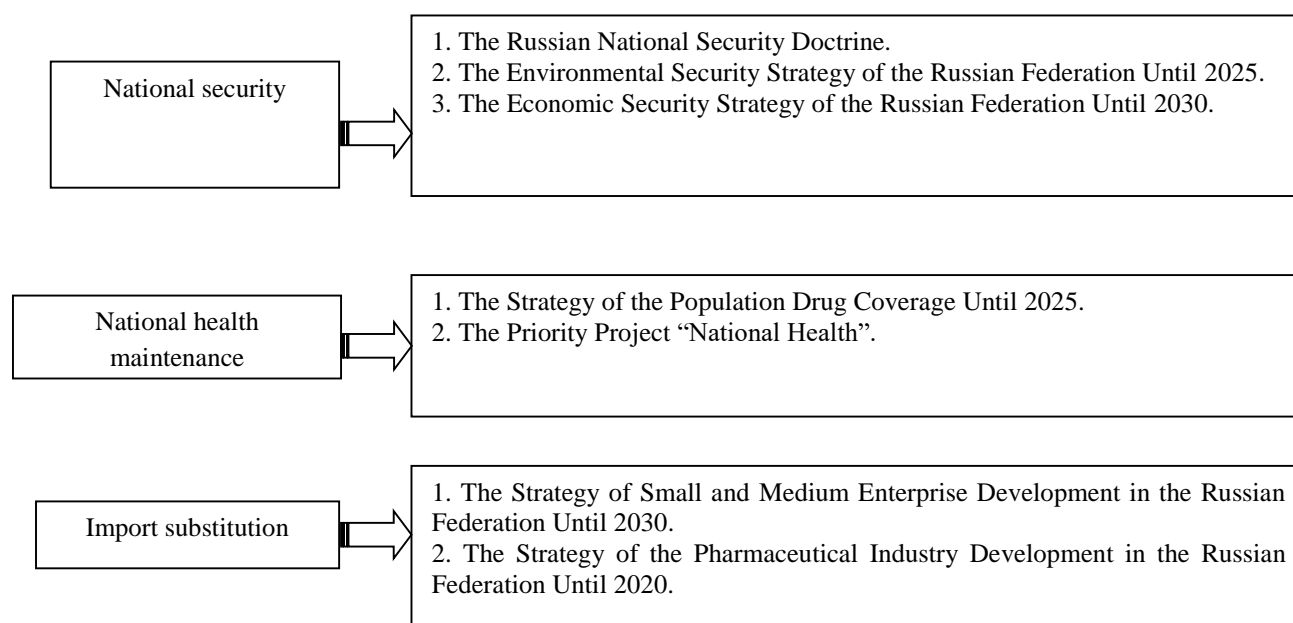 National security
1. The Russian National Security Doctrine.
2. The Environmental Security Strategy of the Russian Federation Until 2025.
3. The Economic Security Strategy of the Russian Federation Until 2030.
National health
maintenance
1. The Strategy of the Population Drug Coverage Until 2025.
2. The Priority Project “National Health”.
Import substitution
1. The Strategy of Small and Medium Enterprise Development in the Russian
Federation Until 2030.
2. The Strategy of the Pharmaceutical Industry Development in the Russian
Federation Until 2020.